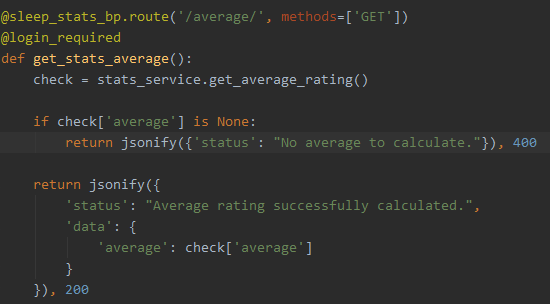 @sleep_stats_bp.route('/average/', methods=['GET'])
@login_required
def get_stats_average():
    check = stats_service.get_average_rating()

    if check['average'] is None:
        return jsonify({'status': "No average to calculate."}), 400

    return jsonify({
        'status': "Average rating successfully calculated.",
        'data': {
            'average': check['average']
        }
    }), 200